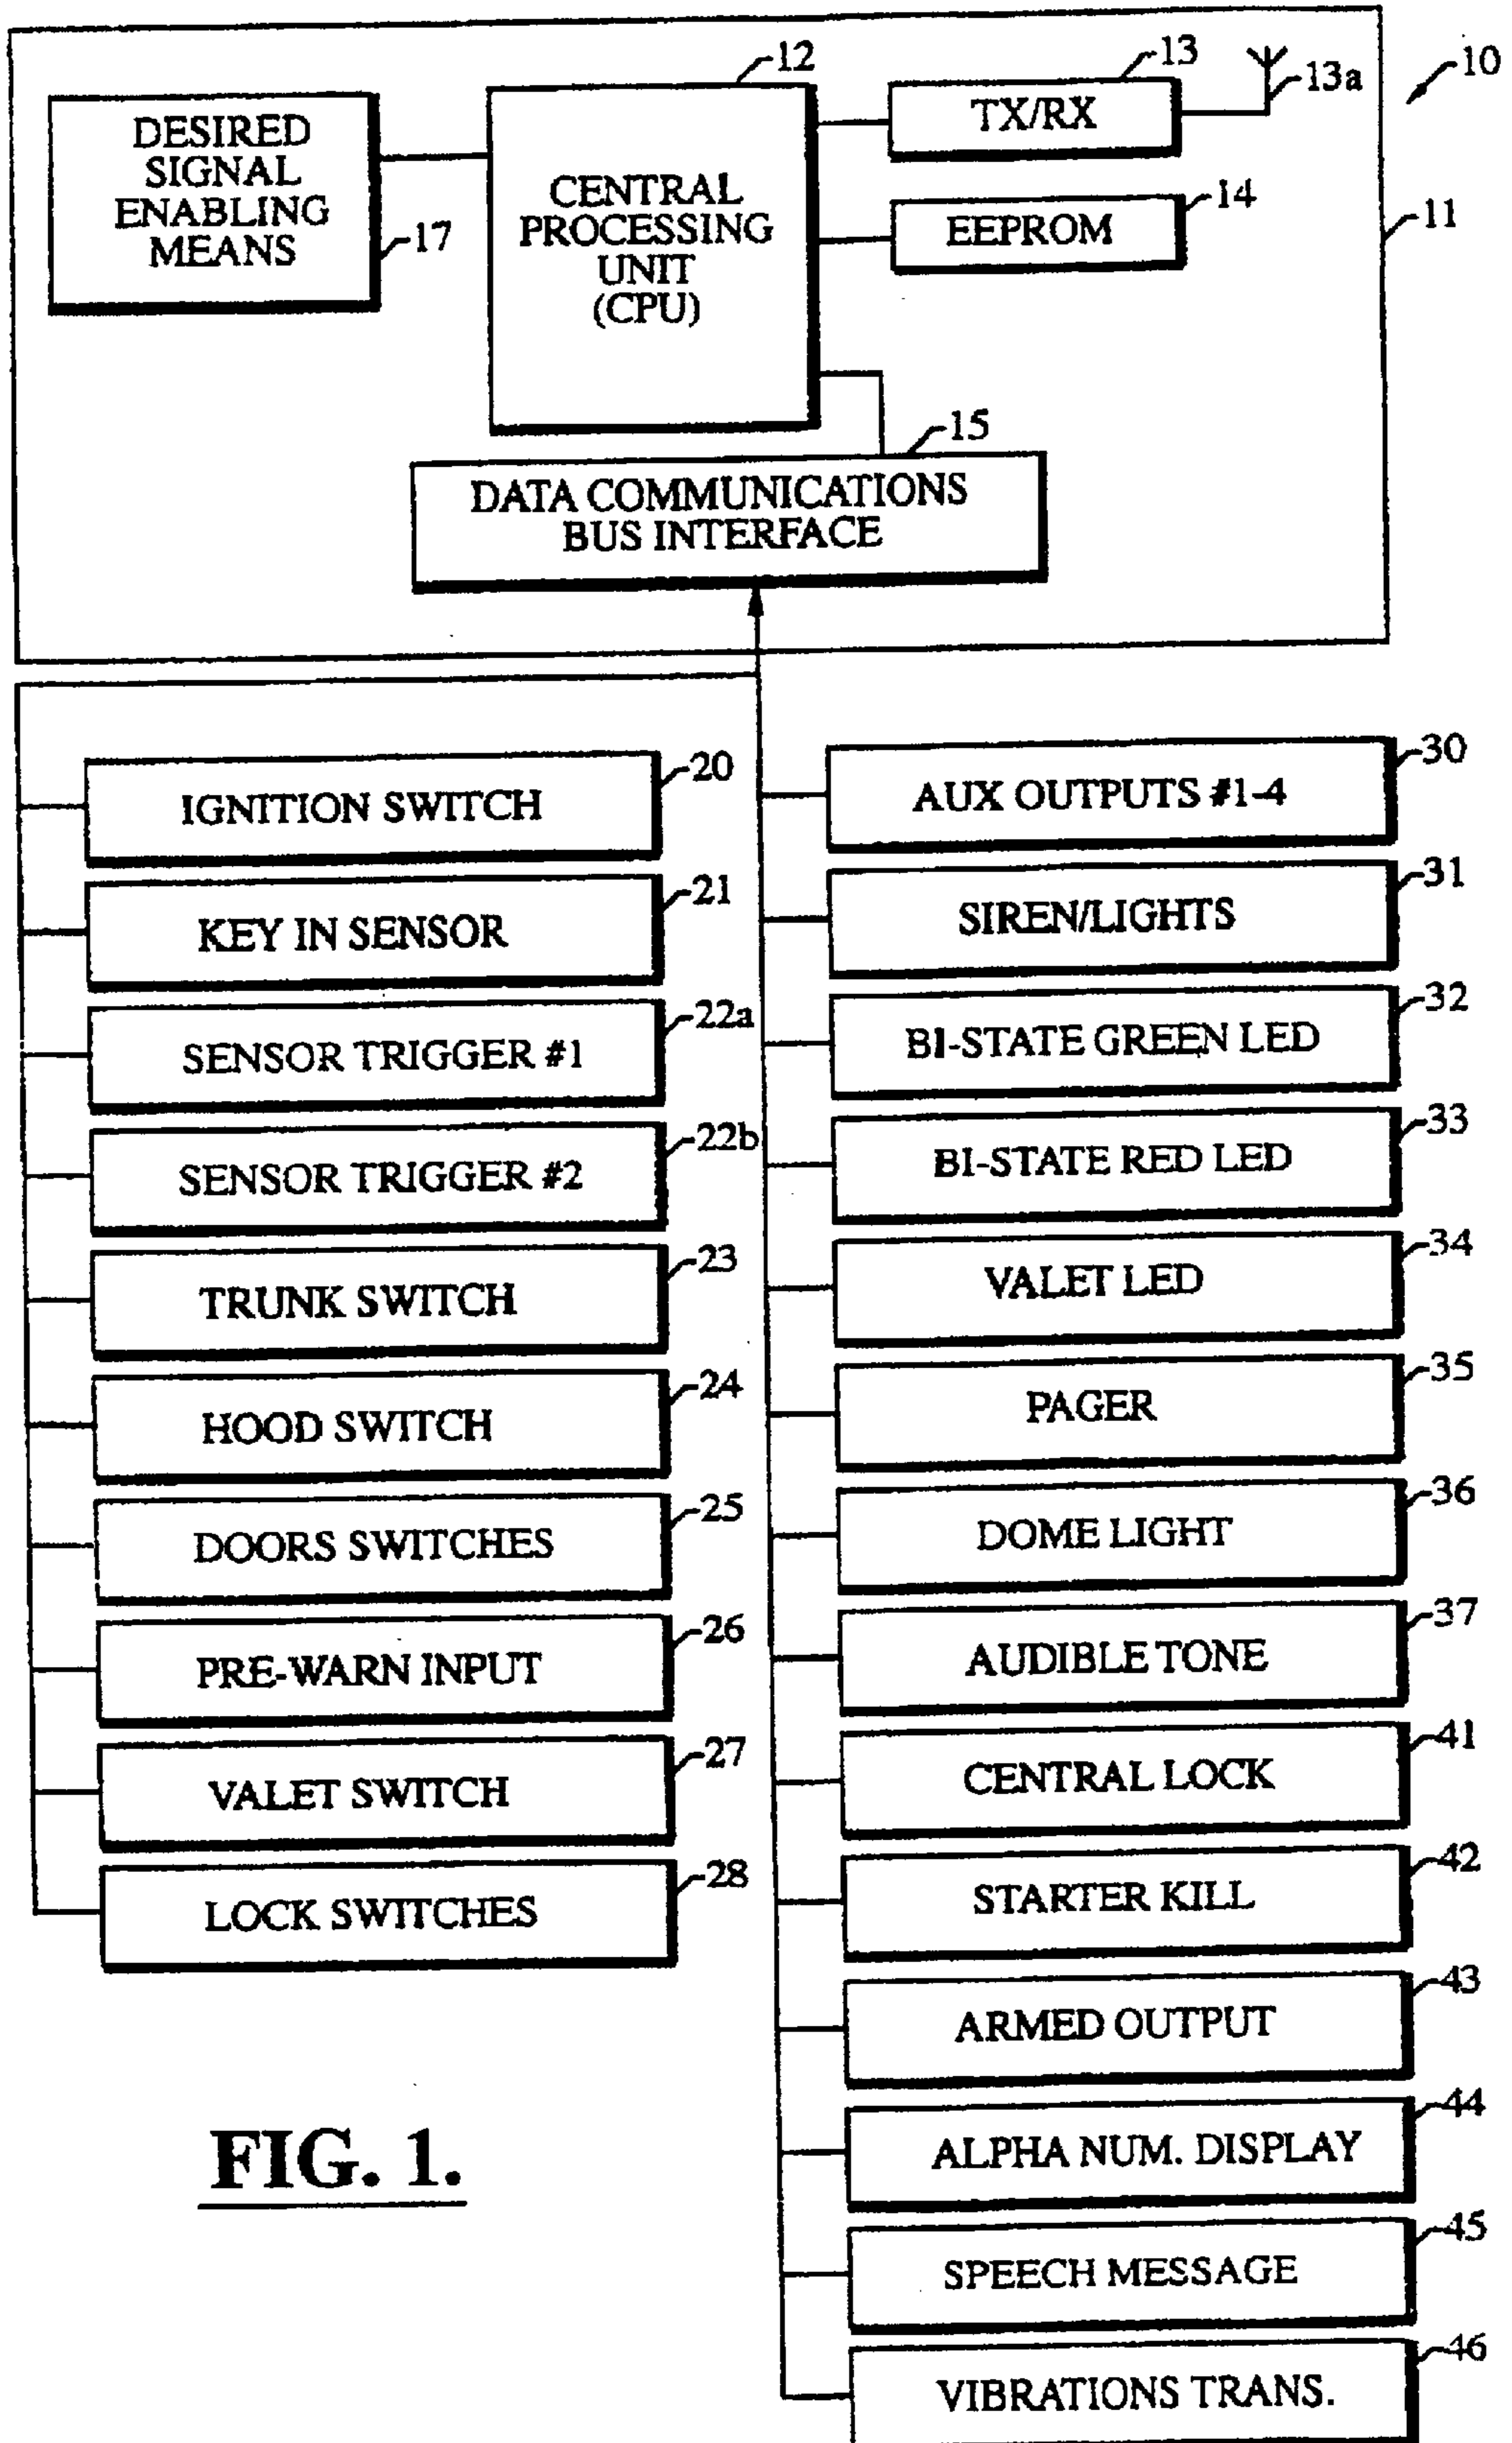 12
13
13a
10
DESIRED
SIGNAL
ENABLING
MEANS
17
CENTRAL
PROCESSING
UNIT
(CPU)
TX/RX
14
EEPROM
11
15
DATA COMMUNICATIONS
BUS INTERFACE
IGNITION SWITCH
20
KEY IN SENSOR
21
SENSOR TRIGGER #1
22a
SENSOR TRIGGER #2
22b
TRUNK SWITCH
23
HOOD SWITCH
24
DOORS SWITCHES
25
PRE-WARN INPUT
26
VALET SWITCH
27
LOCK SWITCHES
28
AUX OUTPUTS #1-4
30
SIREN/LIGHTS
31
BI-STATE GREEN LED
32
BI-STATE RED LED
33
VALET LED
34
PAGER
35
DOME LIGHT
36
AUDIBLE TONE
37
CENTRAL LOCK
41
STARTER KILL
42
ARMED OUTPUT
43
ALPHA NUM. DISPLAY
44
SPEECH MESSAGE
45
VIBRATIONS TRANS.
46
FIG. 1.